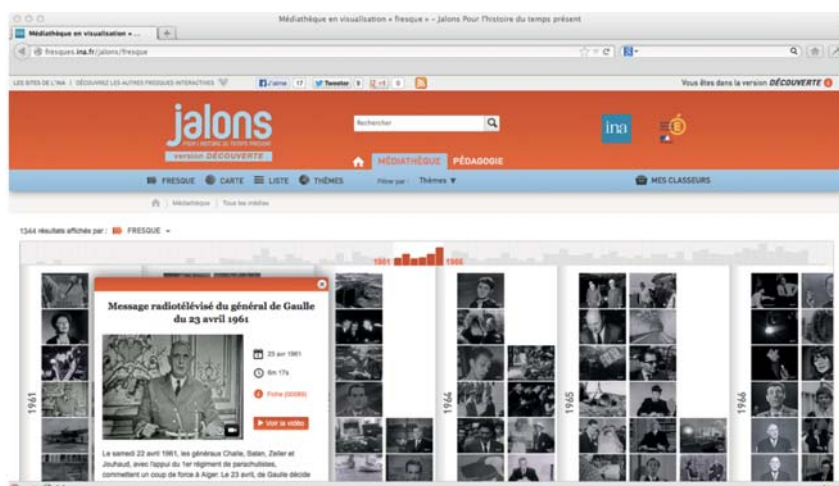 Médiathèque en visualisation « fresque » – Jalons Pour l'histoire du temps présent
Médiathèque en visualisation « ...
fresques.ina.fr/jalons/fresque
LES SITES DE L'INA | DÉCOUVREZ LES AUTRES FRESQUES INTERACTIVES
J'aime 17 Tweeter 9 +1 0
Vous êtes dans la version DÉCOUVERTE
jalons
POUR L'HISTOIRE DU TEMPS PRÉSENT
version DÉCOUVERTE
Rechercher
ina
MÉDIATHÈQUE PÉDAGOGIE
FRESQUE CARTE LISTE THÈMES Filtrer par : Thèmes MES CLASSEURS
Médiathèque | Tous les médias
1344 résultats affichés par : FRESQUE
1961 1966
Message radiotélévisé du général de Gaulle
du 23 avril 1961
23 avr 1961
6m 17s
Fiche (00089)
Voir la vidéo
Le samedi 22 avril 1961, les généraux Challe, Salan, Zeller et
Jouhaud, avec l'appui du 1er régiment de parachutistes,
commettent un coup de force à Alger. Le 23 avril, de Gaulle décide
1961
1964
1965
1966